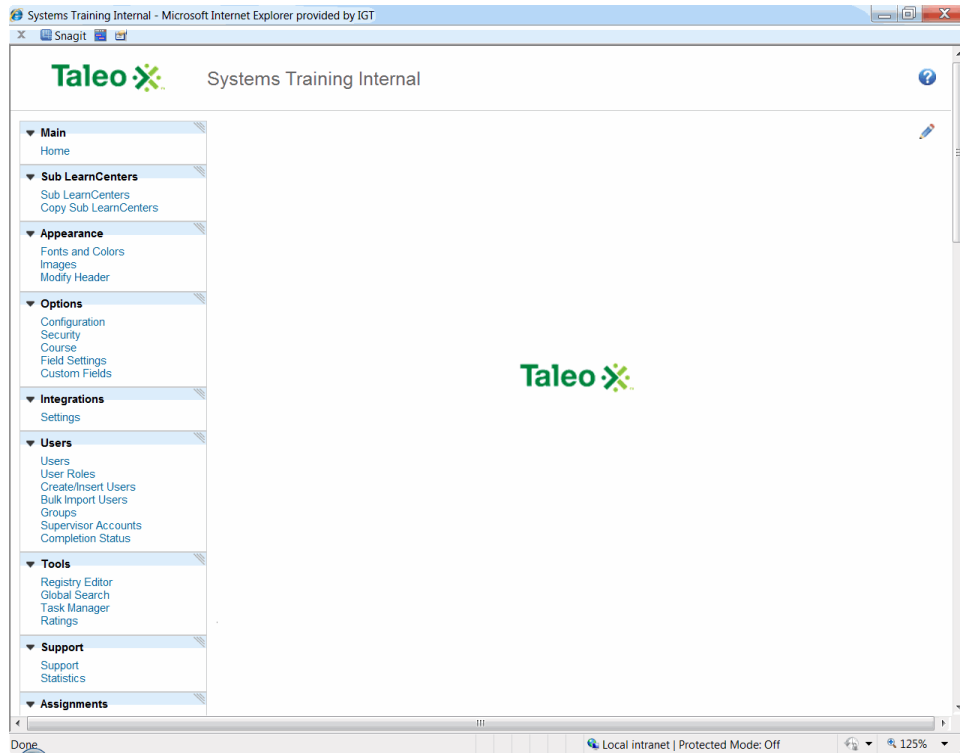 Systems Training Internal - Microsoft Internet Explorer provided by IGT
X Snagit
Taleo Systems Training Internal ?
Main
Home
Sub LearnCenters
Sub LearnCenters
Copy Sub LearnCenters
Appearance
Fonts and Colors
Images
Modify Header
Options
Configuration
Security
Course
Field Settings
Custom Fields
Integrations
Settings
Users
Users
User Roles
Create/Insert Users
Bulk Import Users
Groups
Supervisor Accounts
Completion Status
Tools
Registry Editor
Global Search
Task Manager
Ratings
Support
Support
Statistics
Assignments
Taleo
Done Local intranet | Protected Mode: Off 125%